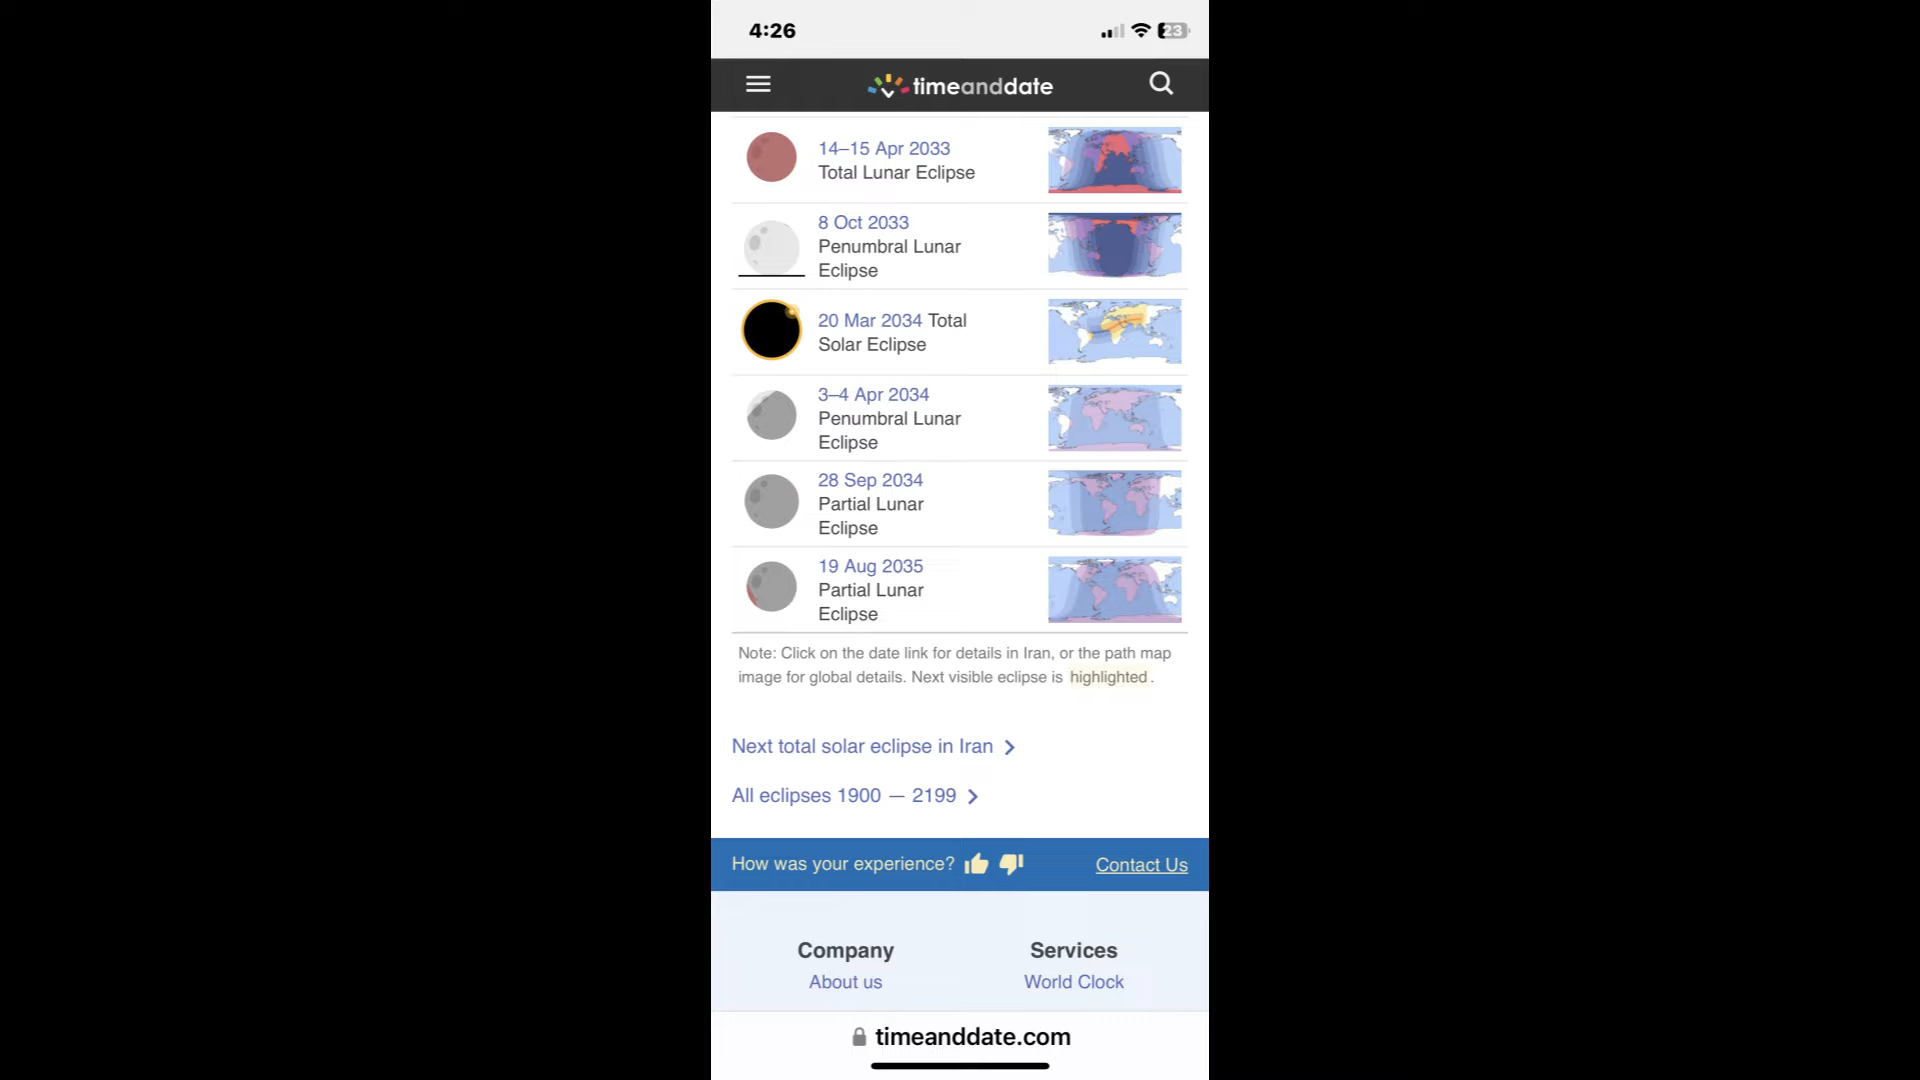 4:26
23
timeanddate
14–15 Apr 2033
Total Lunar Eclipse
8 Oct 2033
Penumbral Lunar
Eclipse
20 Mar 2034 Total
Solar Eclipse
3–4 Apr 2034
Penumbral Lunar
Eclipse
28 Sep 2034
Partial Lunar
Eclipse
19 Aug 2035
Partial Lunar
Eclipse
Note: Click on the date link for details in Iran, or the path map
image for global details. Next visible eclipse is highlighted.
Next total solar eclipse in Iran
All eclipses 1900 — 2199
How was your experience?
Contact Us
Company
Services
About us
World Clock
timeanddate.com